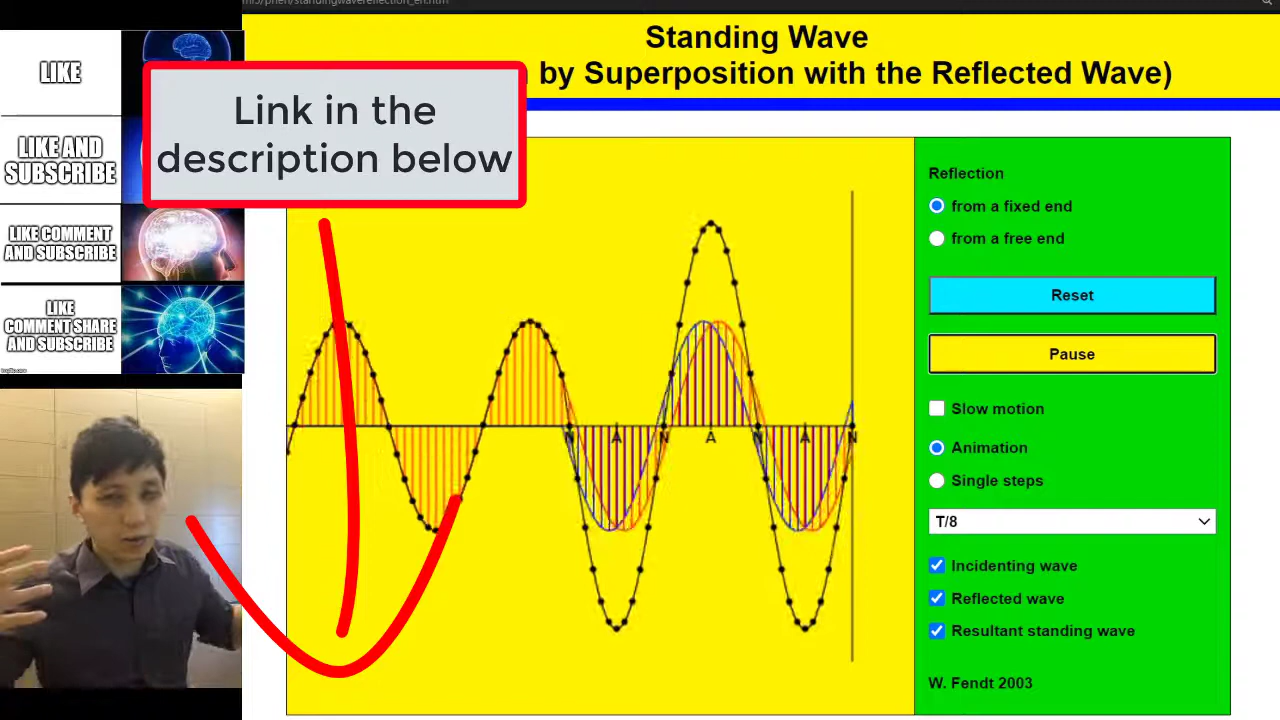 Standing Wave
by Superposition with the Reflected Wave)
LIKE
LIKE AND
SUBSCRIBE
LIKE COMMENT
AND SUBSCRIBE
LIKE
COMMENT SHARE
AND SUBSCRIBE
Link in the
description below
N A N A N A N
Reflection
from a fixed end
from a free end
Reset
Pause
Slow motion
Animation
Single steps
T/8
Incidenting wave
Reflected wave
Resultant standing wave
W. Fendt 2003